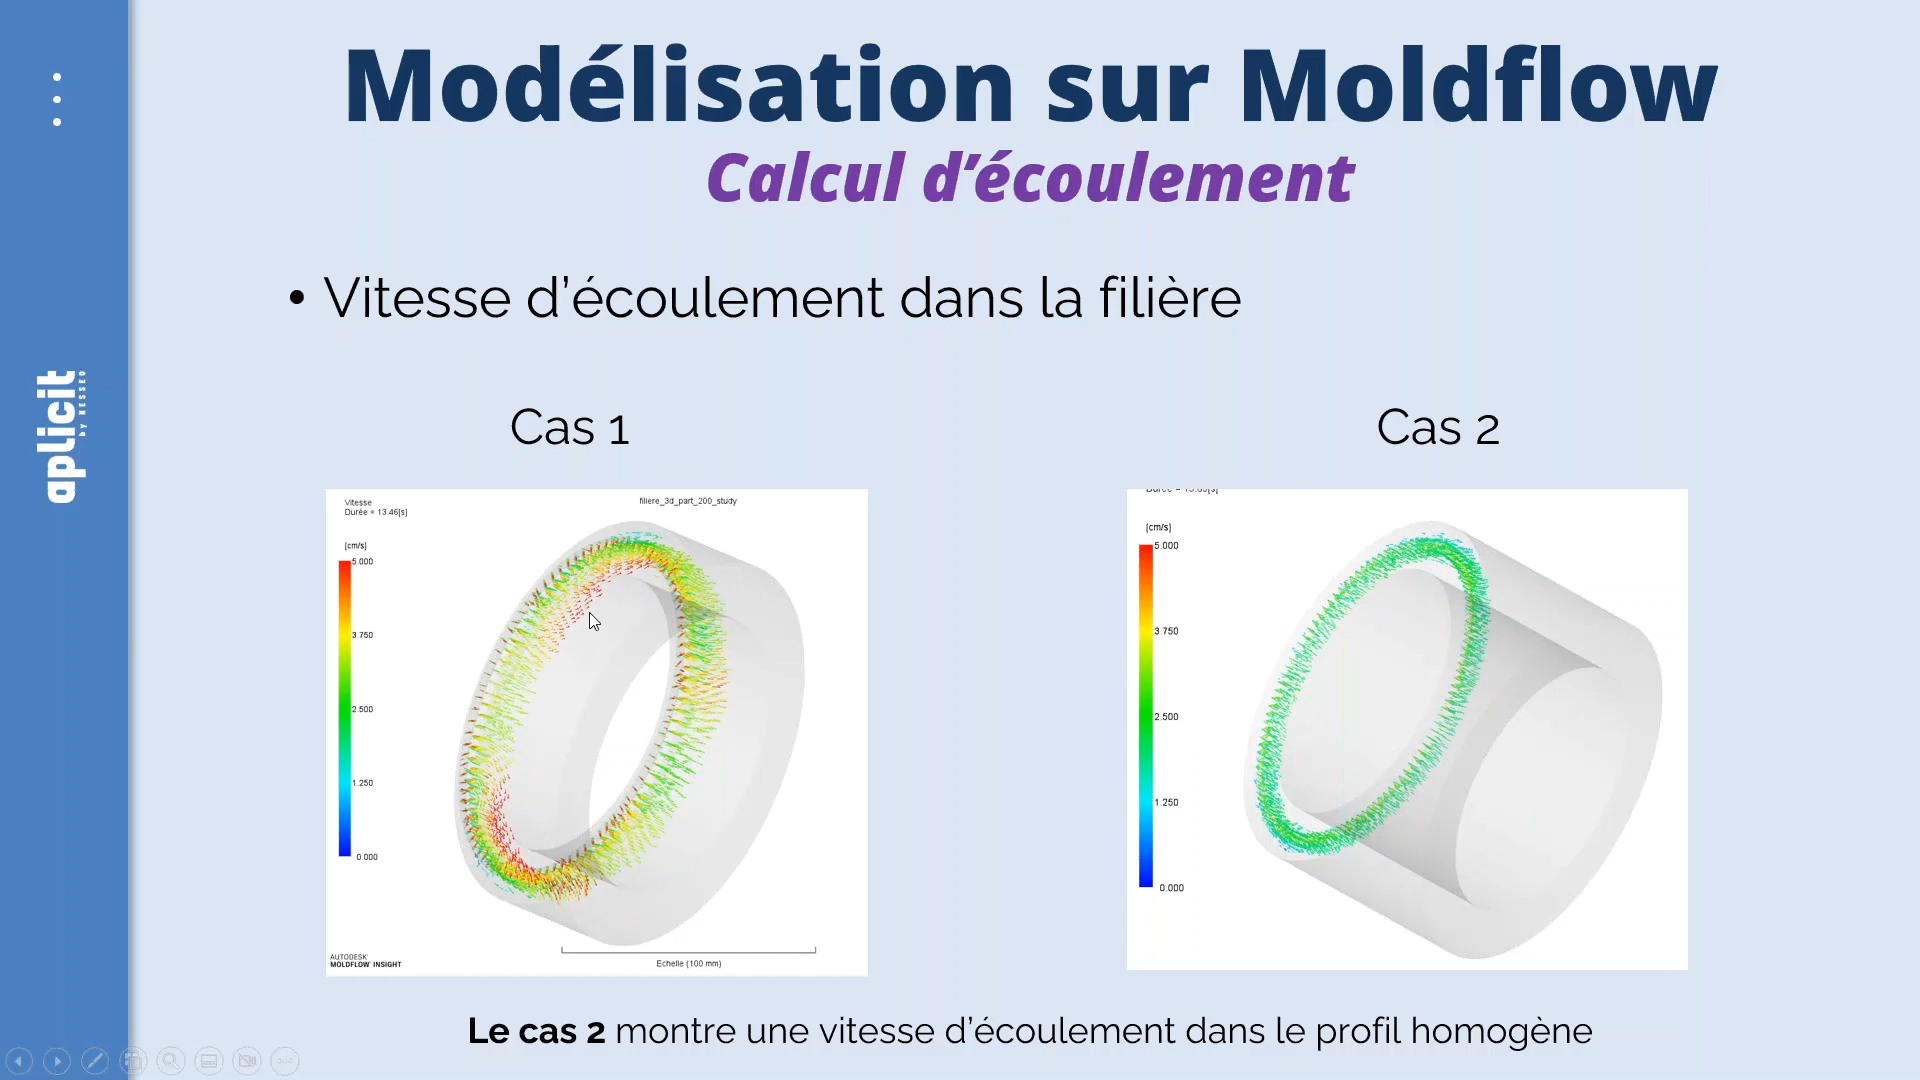 Modélisation sur Moldflow
Calcul d’écoulement
• Vitesse d’écoulement dans la filière
Cas 1
Cas 2
Vitesse
Durée = 13.46[s]
filiere_3d_part_200_study
[cm/s]
5.000
3.750
2.500
1.250
0.000
AUTODESK
MOLDFLOW INSIGHT
Echelle (100 mm)
[cm/s]
5.000
3.750
2.500
1.250
0.000
Le cas 2 montre une vitesse d’écoulement dans le profil homogène
aplicit
by NESSEO